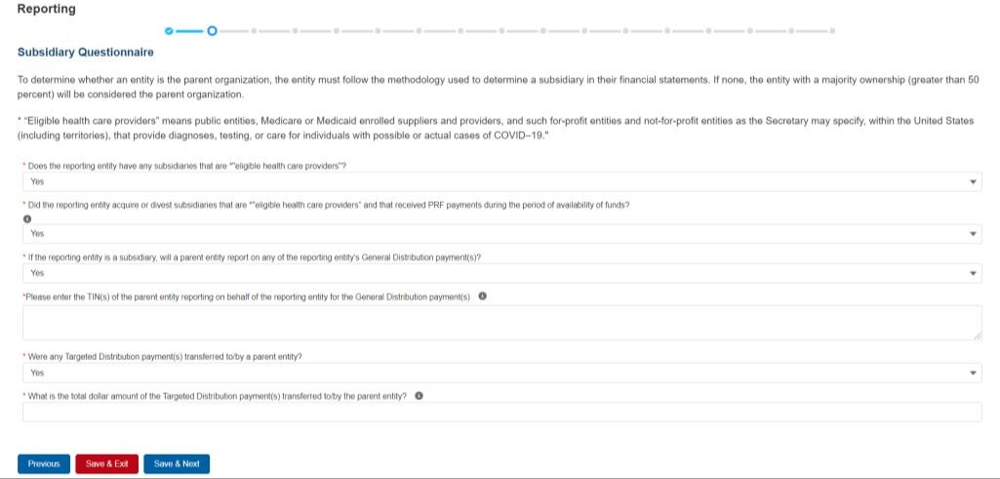 Reporting
Subsidiary Questionnaire
To determine whether an entity is the parent organization, the entity must follow the methodology used to determine a subsidiary in their financial statements. If none, the entity with a majority ownership (greater than 50
percent) will be considered the parent organization.
* "Eligible health care providers" means public entities, Medicare or Medicaid enrolled suppliers and providers, and such for-profit entities and not-for-profit entities as the Secretary may specify, within the United States
(including territories), that provide diagnoses, testing, or care for individuals with possible or actual cases of COVID–19."
* Does the reporting entity have any subsidiaries that are *"eligible health care providers"?
Yes
* Did the reporting entity acquire or divest subsidiaries that are *"eligible health care providers" and that received PRF payments during the period of availability of funds?
Yes
* If the reporting entity is a subsidiary, will a parent entity report on any of the reporting entity's General Distribution payment(s)?
Yes
*Please enter the TIN(s) of the parent entity reporting on behalf of the reporting entity for the General Distribution payment(s)
* Were any Targeted Distribution payment(s) transferred to/by a parent entity?
Yes
* What is the total dollar amount of the Targeted Distribution payment(s) transferred to/by the parent entity?
Previous Save & Exit Save & Next